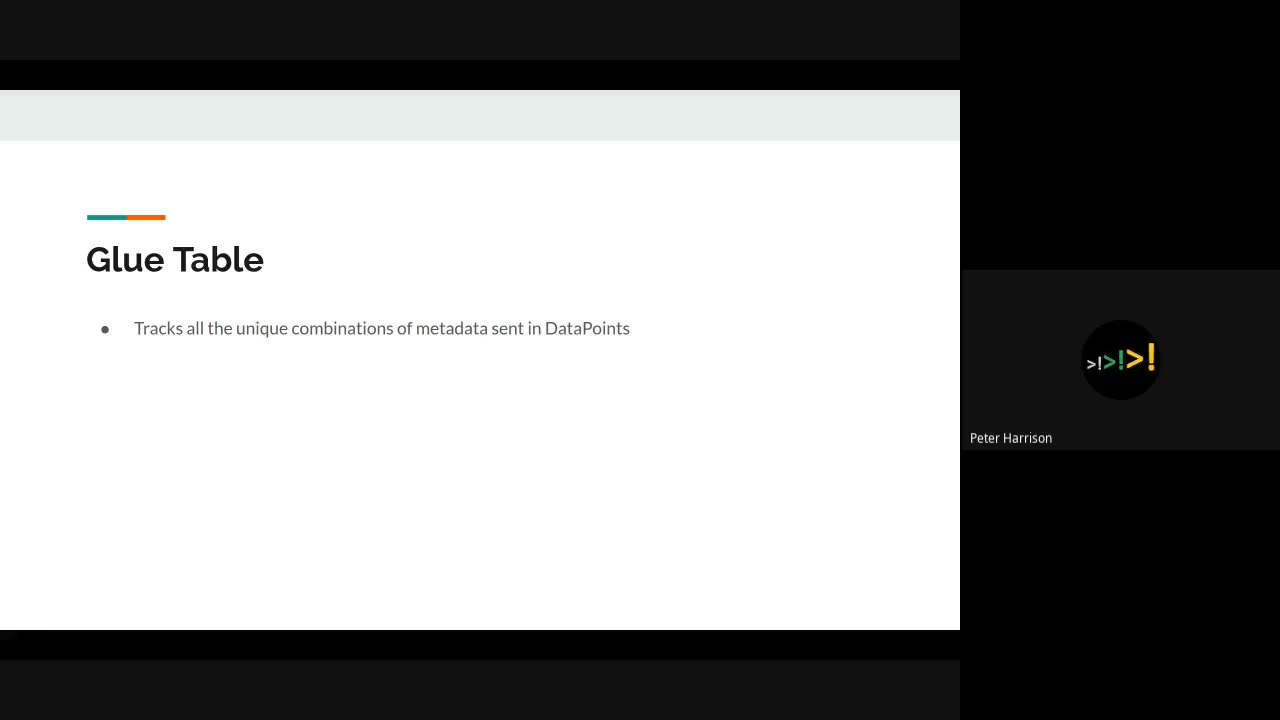 Glue Table
● Tracks all the unique combinations of metadata sent in DataPoints
>!>!>!
Peter Harrison